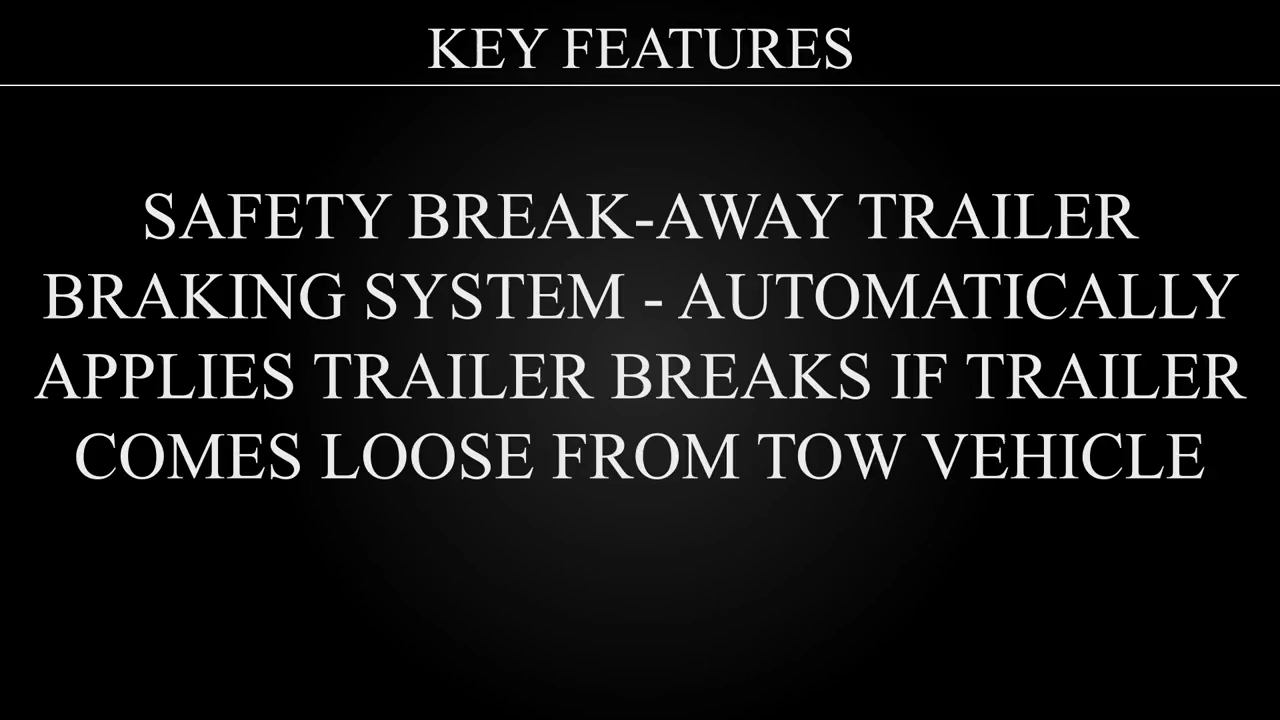 KEY FEATURES
SAFETY BREAK-AWAY TRAILER
BRAKING SYSTEM - AUTOMATICALLY
APPLIES TRAILER BREAKS IF TRAILER
COMES LOOSE FROM TOW VEHICLE